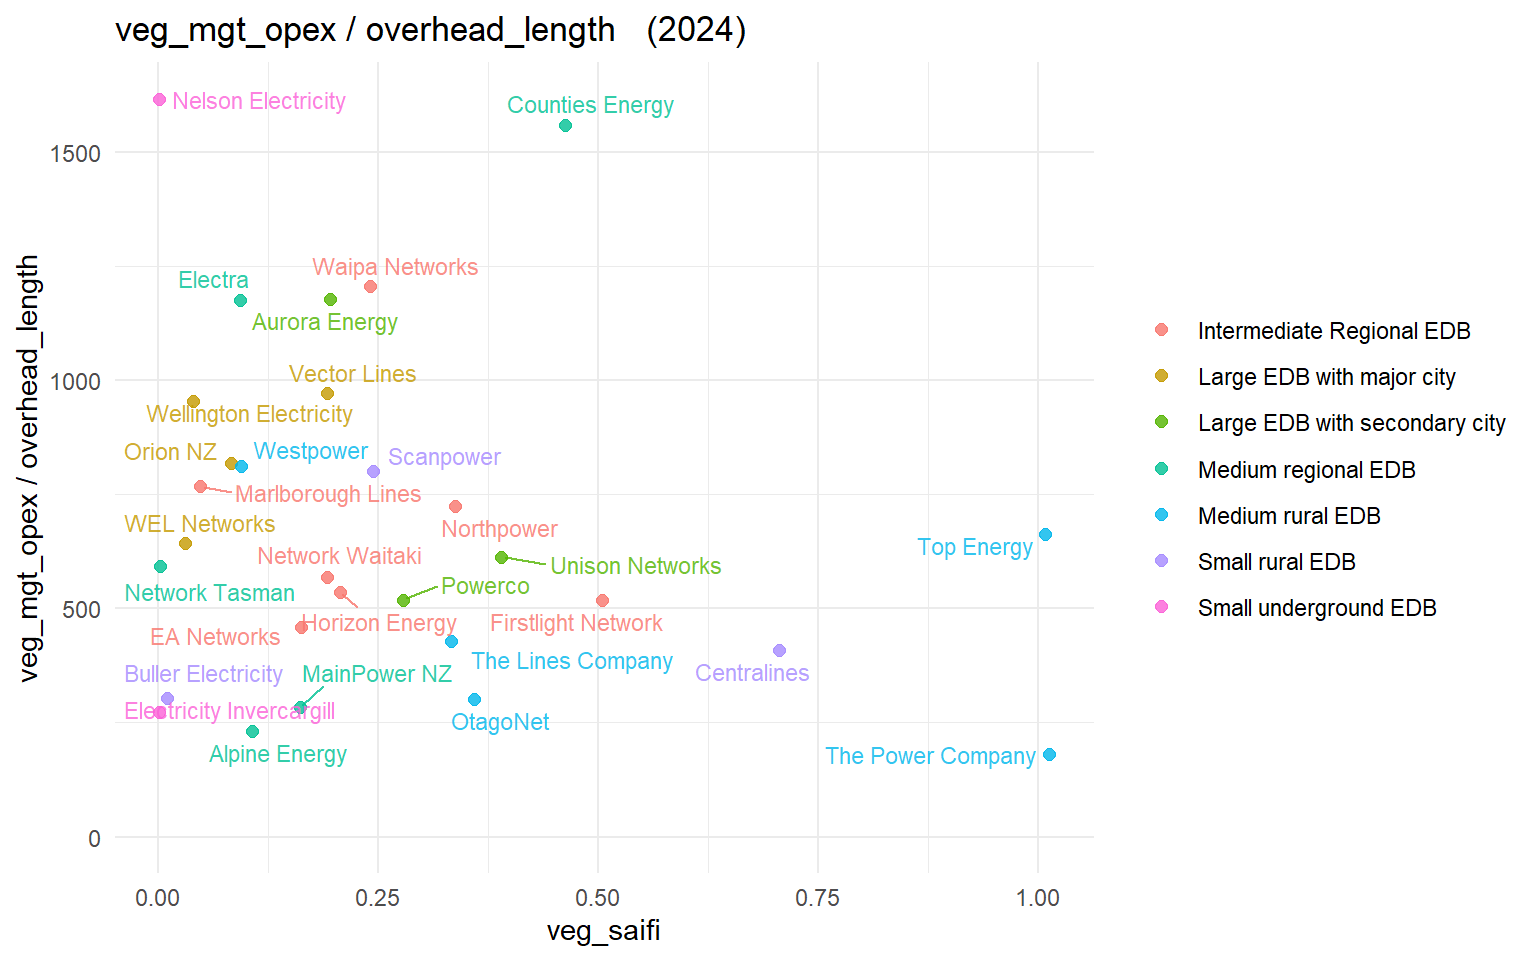 veg_mgt_opex / overhead_length   (2024)
Nelson Electricity
Counties Energy
1500
Waipa Networks
Electra
Aurora Energy
Vector Lines
1000
Wellington Electricity
Orion NZ
Westpower
Scanpower
Marlborough Lines
WEL Networks
Northpower
Top Energy
Network Waitaki
Unison Networks
Powerco
Network Tasman
500
Horizon Energy
Firstlight Network
EA Networks
The Lines Company
Centralines
Buller Electricity
MainPower NZ
Electricity Invercargill
OtagoNet
Alpine Energy
The Power Company
0
veg_mgt_opex / overhead_length
0.00
0.25
0.50
0.75
1.00
veg_saifi
Intermediate Regional EDB
Large EDB with major city
Large EDB with secondary city
Medium regional EDB
Medium rural EDB
Small rural EDB
Small underground EDB